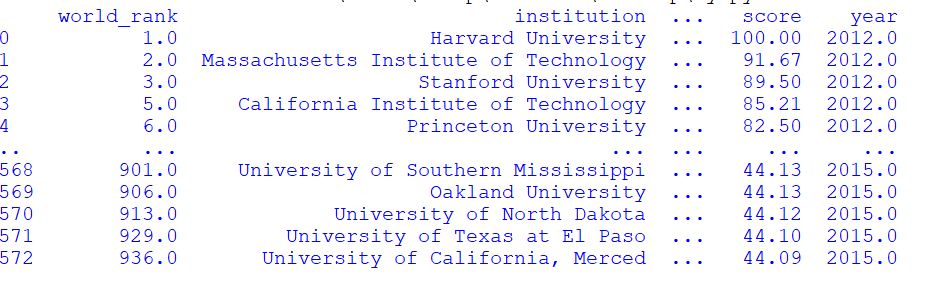 world_rank institution ... score year
0 1.0 Harvard University ... 100.00 2012.0
1 2.0 Massachusetts Institute of Technology ... 91.67 2012.0
2 3.0 Stanford University ... 89.50 2012.0
3 5.0 California Institute of Technology ... 85.21 2012.0
4 6.0 Princeton University ... 82.50 2012.0
.. ... ... ... ... ...
568 901.0 University of Southern Mississippi ... 44.13 2015.0
569 906.0 Oakland University ... 44.13 2015.0
570 913.0 University of North Dakota ... 44.12 2015.0
571 929.0 University of Texas at El Paso ... 44.10 2015.0
572 936.0 University of California, Merced ... 44.09 2015.0